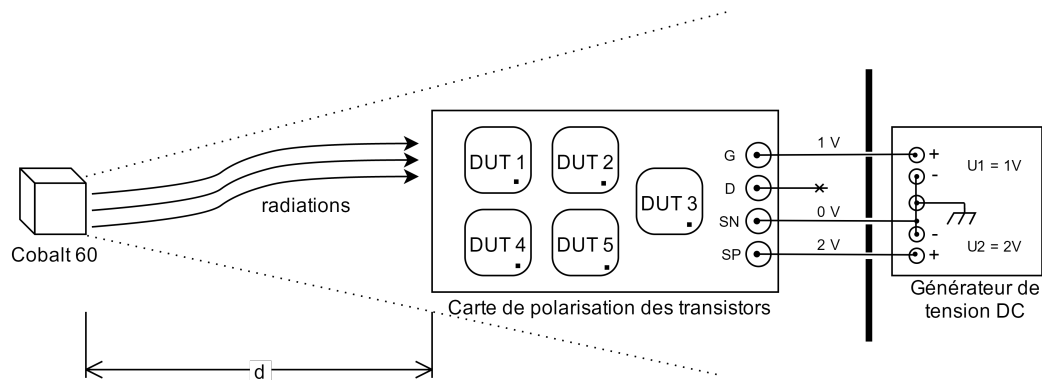 Cobalt 60
radiations
d
DUT 1
DUT 2
DUT 3
DUT 4
DUT 5
G
D
SN
SP
Carte de polarisation des transistors
1 V
0 V
2 V
+
-
U1 = 1V
-
+
U2 = 2V
Générateur de
tension DC